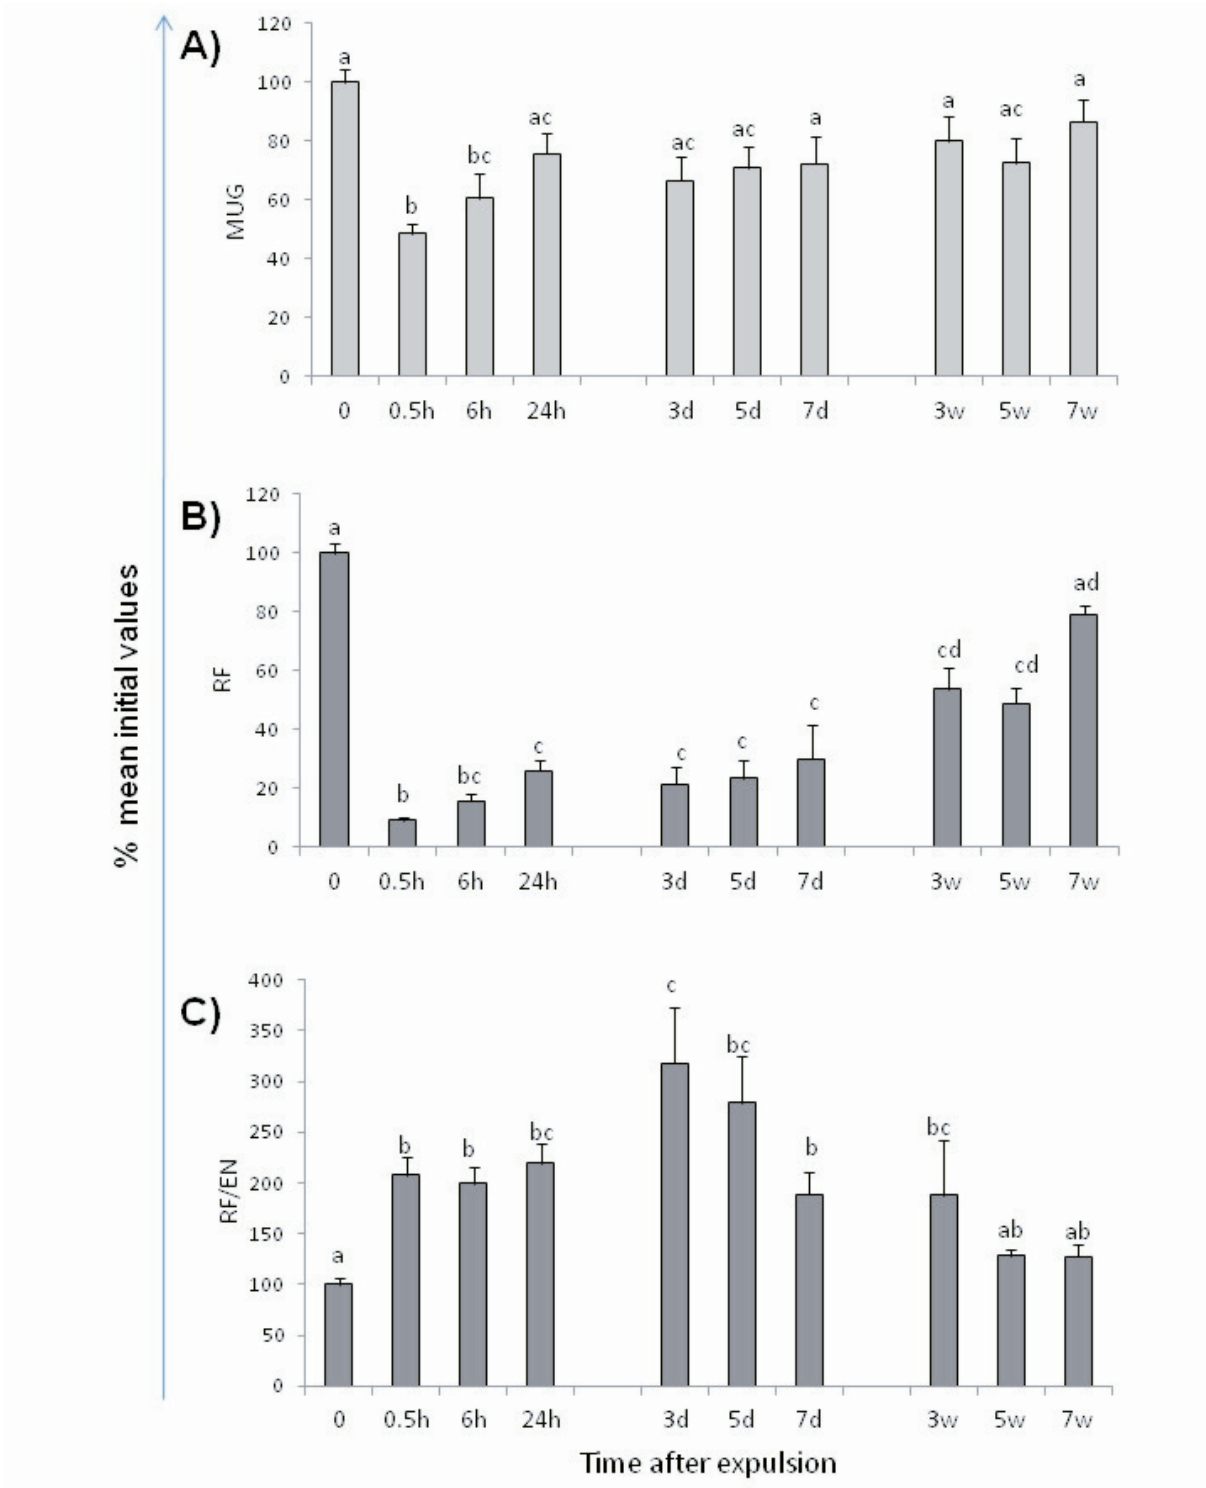 % mean initial values
A)
MUG
120
100
80
60
40
20
0
a
b
bc
ac
ac
ac
a
a
ac
a
0 0.5h 6h 24h 3d 5d 7d 3w 5w 7w
B)
RF
120
100
80
60
40
20
0
a
b
bc
c
c
c
c
cd
cd
ad
0 0.5h 6h 24h 3d 5d 7d 3w 5w 7w
C)
RF/EN
400
350
300
250
200
150
100
50
0
a
b
b
bc
c
bc
b
bc
ab
ab
0 0.5h 6h 24h 3d 5d 7d 3w 5w 7w
Time after expulsion